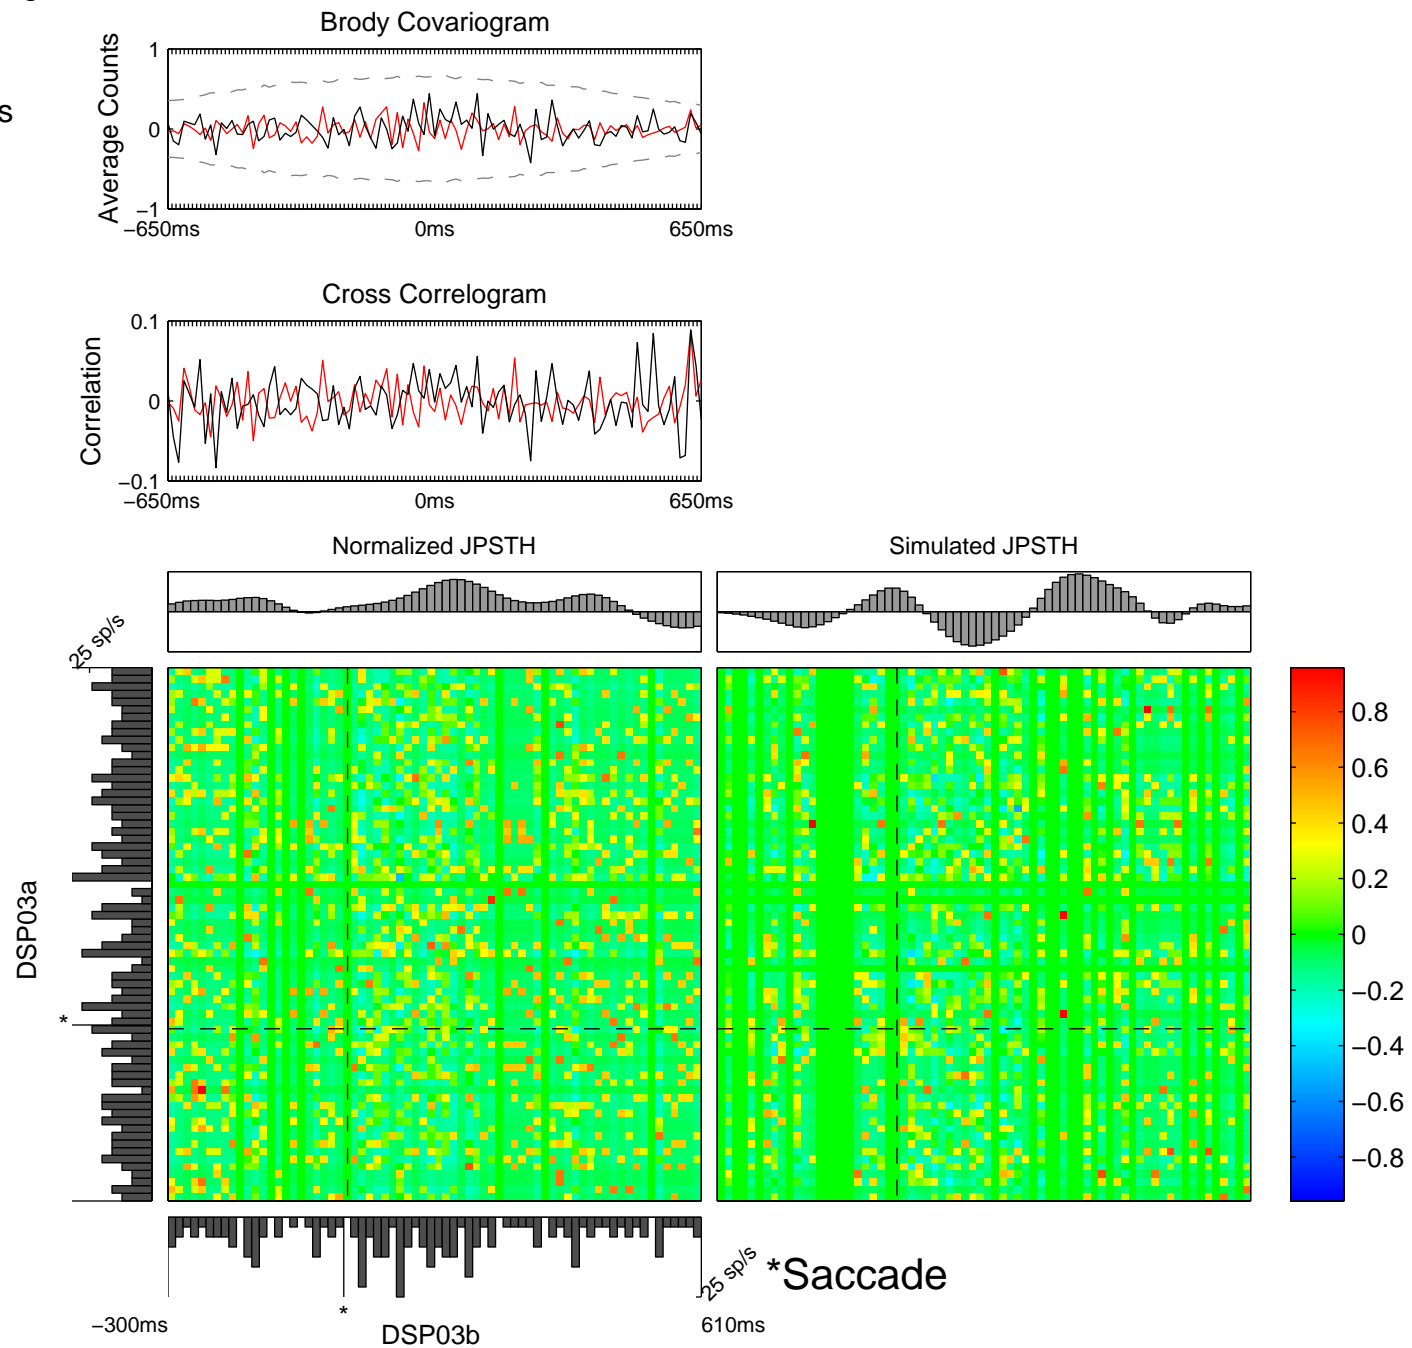 Brody Covariogram
Average Counts
1
0
−1
−650ms
0ms
650ms
s
Cross Correlogram
Correlation
0.1
0
−0.1
−650ms
0ms
650ms
Normalized JPSTH
Simulated JPSTH
25 sp/s
DSP03a
*
0.8
0.6
0.4
0.2
0
−0.2
−0.4
−0.6
−0.8
25 sp/s
*Saccade
*
−300ms
DSP03b
610ms